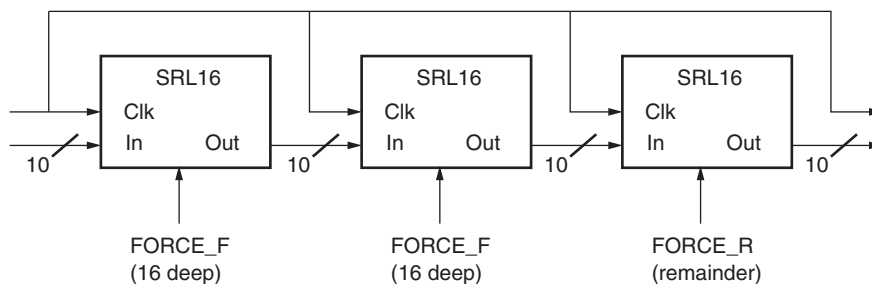 SRL16
SRL16
SRL16
Clk
Clk
Clk
In
Out
In
Out
In
Out
10
10
10
10
FORCE_F
(16 deep)
FORCE_F
(16 deep)
FORCE_R
(remainder)